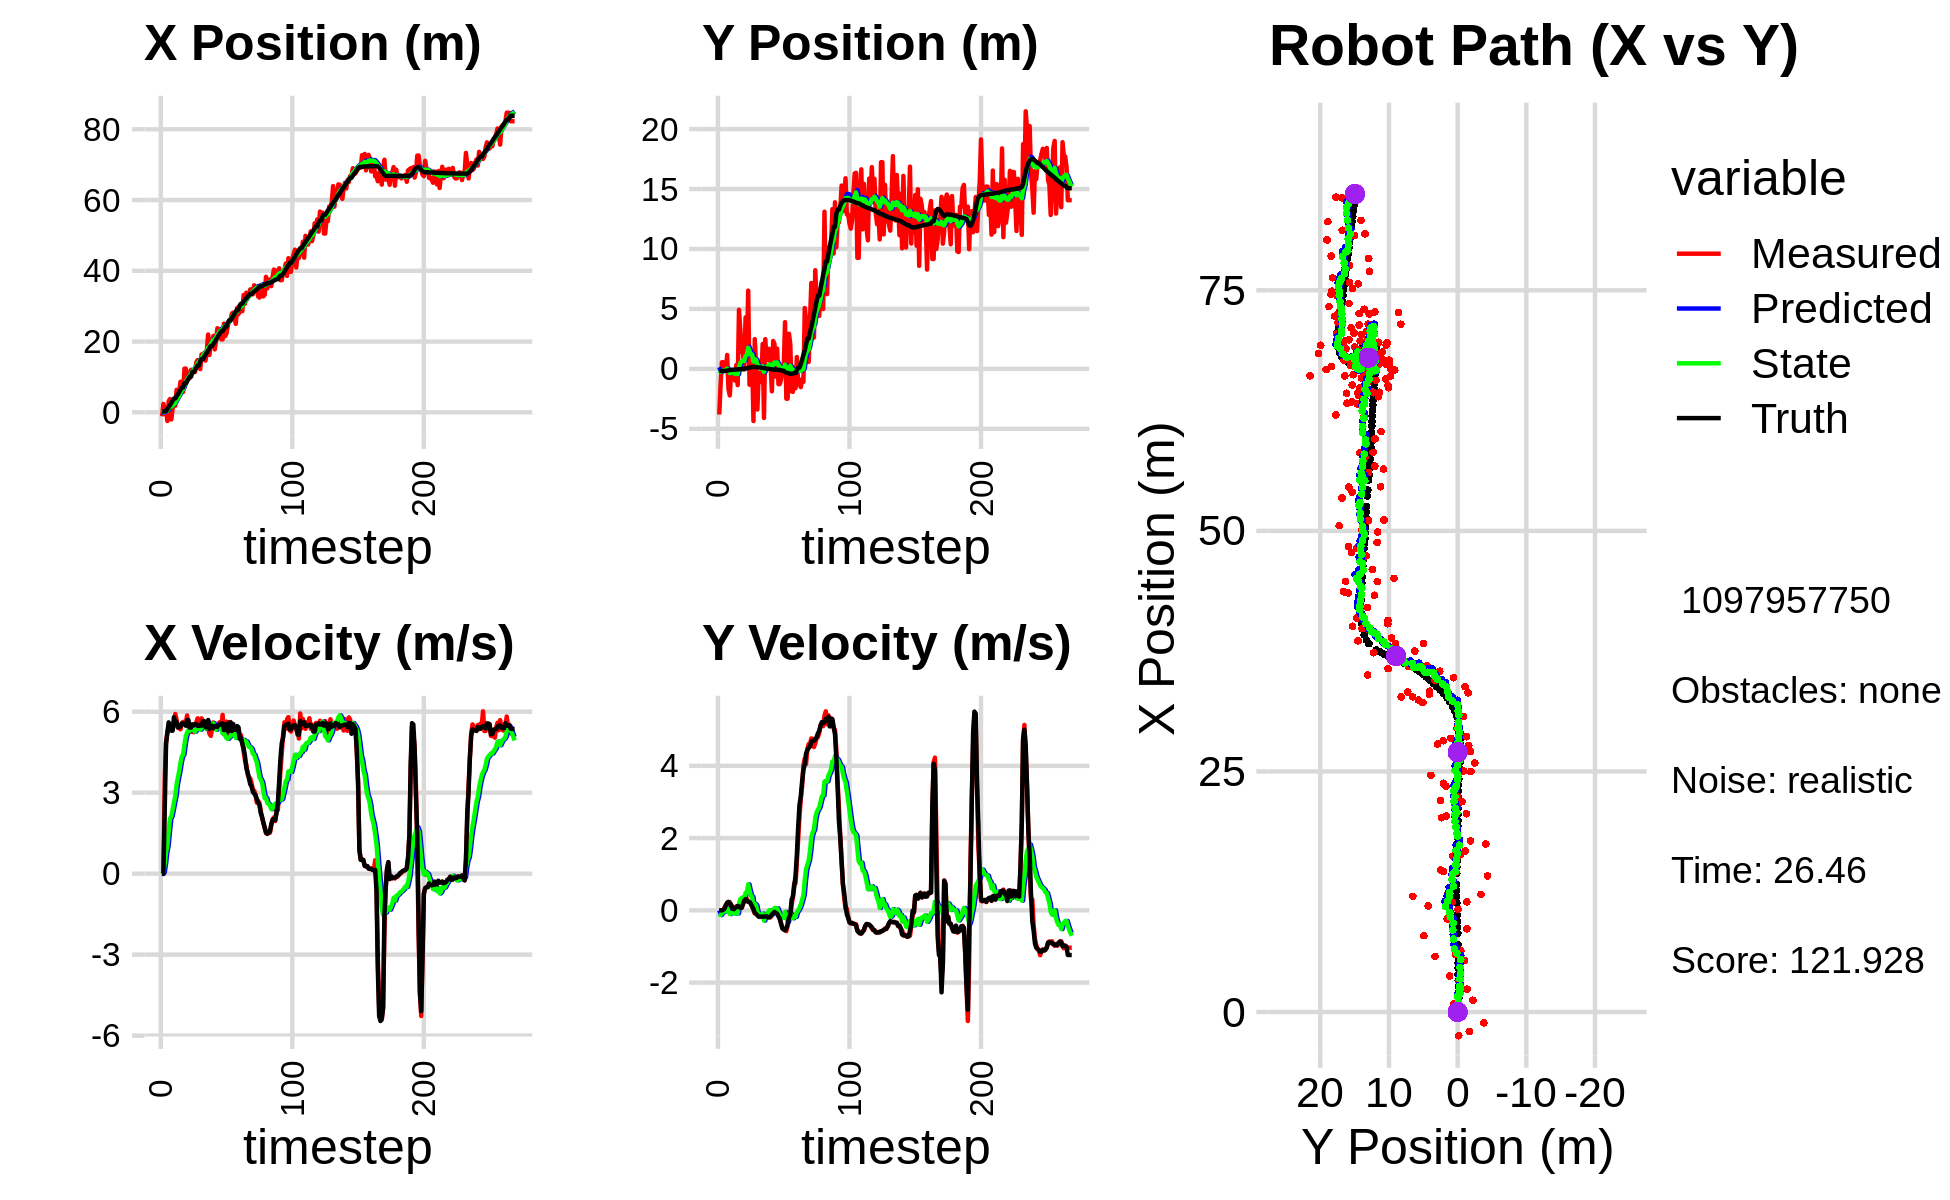 X Position (m)
80
60
40
20
0
0
100
200
timestep
Y Position (m)
20
15
10
5
0
-5
0
100
200
timestep
X Velocity (m/s)
6
3
0
-3
-6
0
100
200
timestep
Y Velocity (m/s)
4
2
0
-2
0
100
200
timestep
Robot Path (X vs Y)
X Position (m)
75
50
25
0
20 10 0 -10 -20
Y Position (m)
variable
Measured
Predicted
State
Truth
1097957750
Obstacles: none
Noise: realistic
Time: 26.46
Score: 121.928